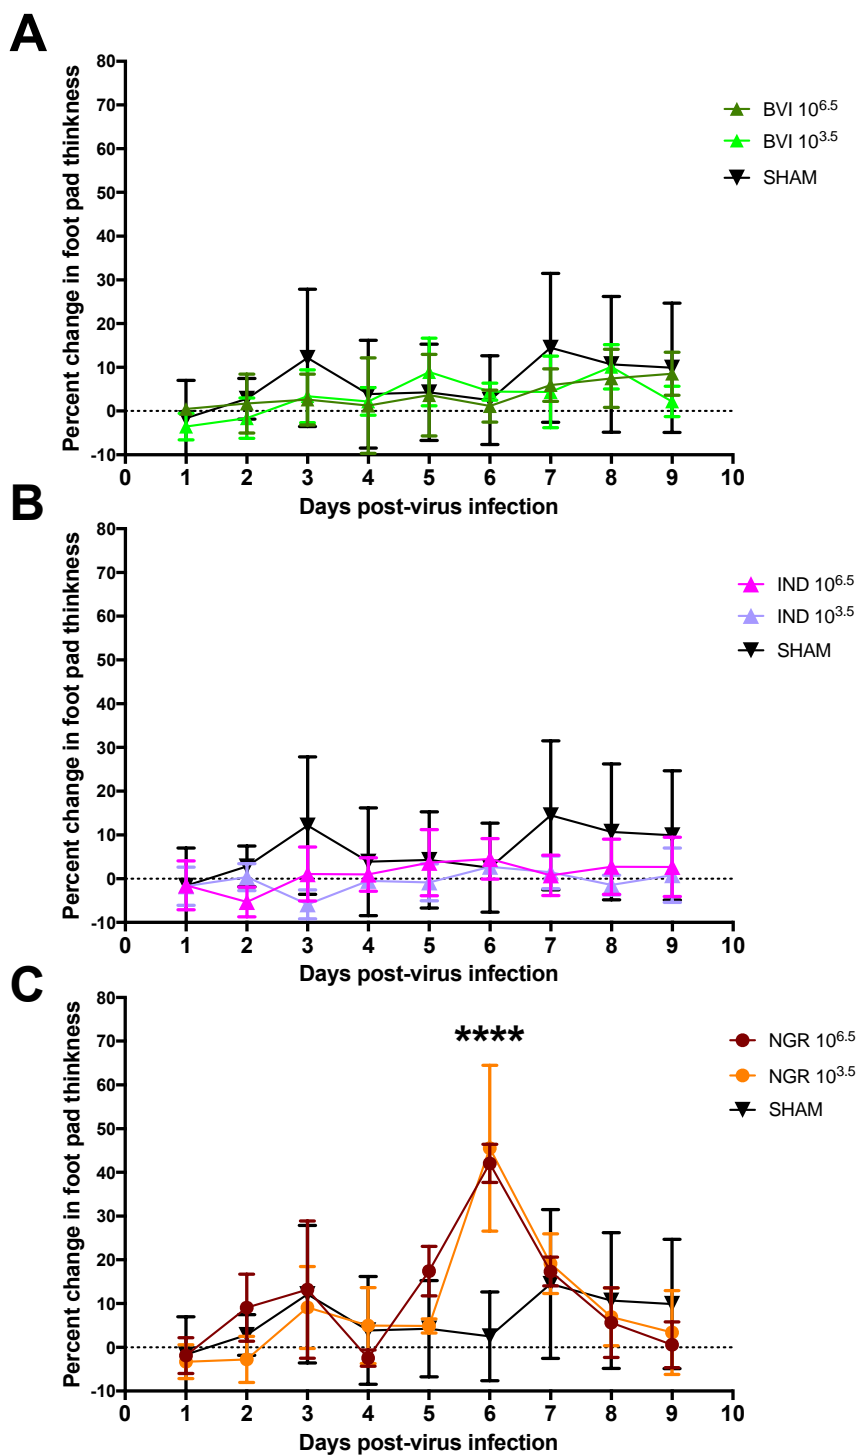 A
Percent change in foot pad thinkness
80
70
60
50
40
30
20
10
0
-10
0 1 2 3 4 5 6 7 8 9 10
Days post-virus infection
BVI 10^6.5
BVI 10^3.5
SHAM
B
Percent change in foot pad thinkness
80
70
60
50
40
30
20
10
0
-10
0 1 2 3 4 5 6 7 8 9 10
Days post-virus infection
IND 10^6.5
IND 10^3.5
SHAM
C
Percent change in foot pad thinkness
80
70
60
50
40
30
20
10
0
-10
0 1 2 3 4 5 6 7 8 9 10
Days post-virus infection
****
NGR 10^6.5
NGR 10^3.5
SHAM